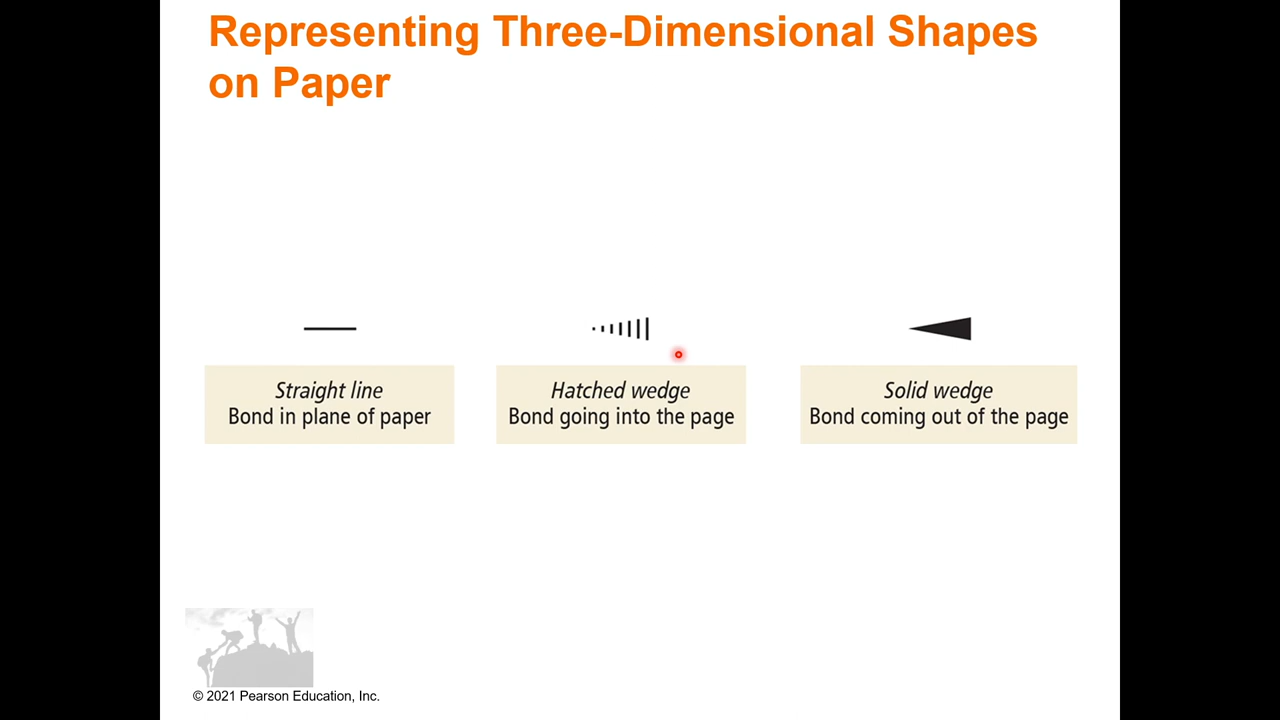 Representing Three-Dimensional Shapes
on Paper
Straight line
Bond in plane of paper
Hatched wedge
Bond going into the page
Solid wedge
Bond coming out of the page
© 2021 Pearson Education, Inc.